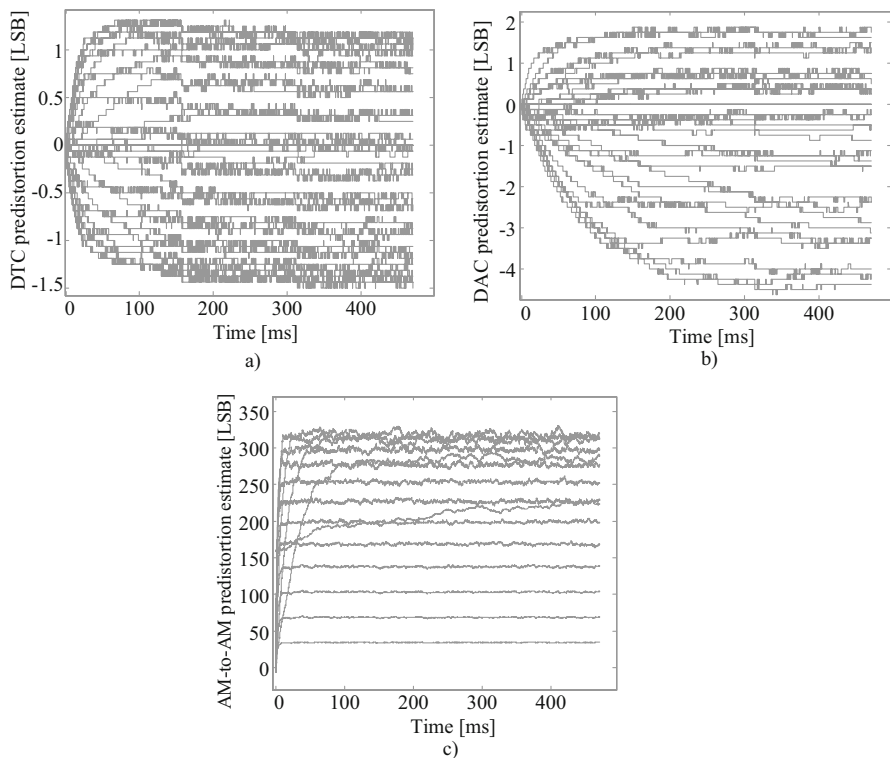 DTC predistortion estimate [LSB]
1
0.5
0
-0.5
-1
-1.5
0 100 200 300 400
Time [ms]
a)
DAC predistortion estimate [LSB]
2
1
0
-1
-2
-3
-4
0 100 200 300 400
Time [ms]
b)
AM-to-AM predistortion estimate [LSB]
350
300
250
200
150
100
50
0
0 100 200 300 400
Time [ms]
c)